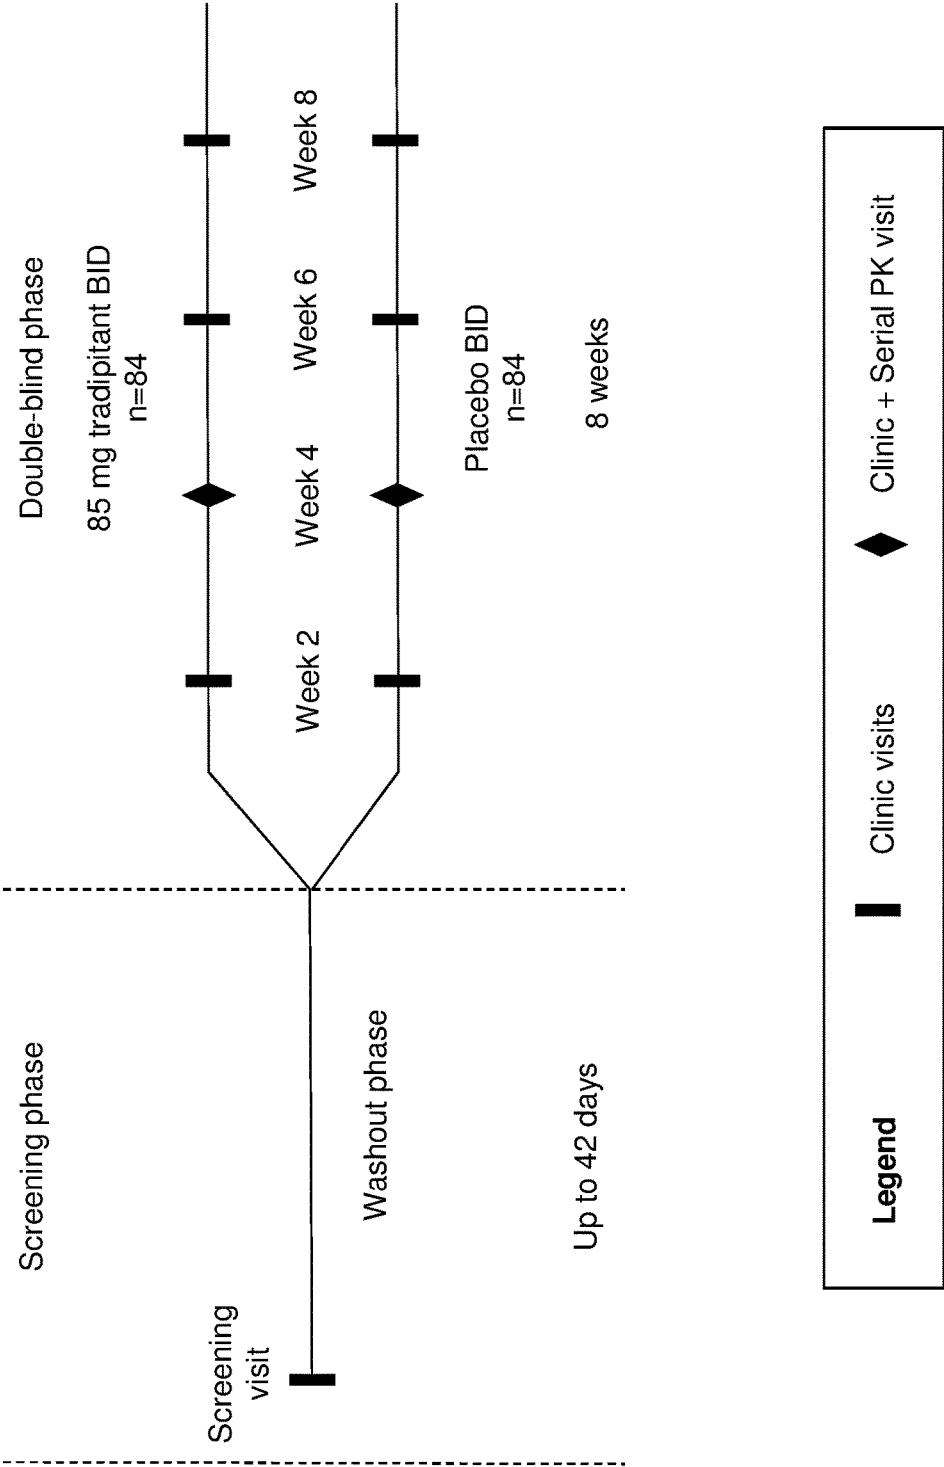 Screening phase
Double-blind phase
85 mg tradipitant BID
n=84
Screening
visit
Week 2
Week 4
Week 6
Week 8
Washout phase
Placebo BID
n=84
Up to 42 days
8 weeks
Legend
Clinic visits
Clinic + Serial PK visit